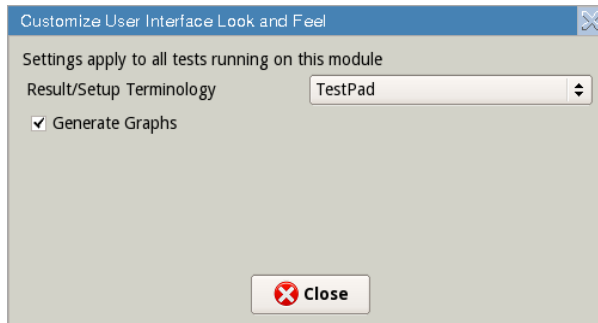 Customize User Interface Look and Feel
Settings apply to all tests running on this module
Result/Setup Terminology TestPad
Generate Graphs
Close